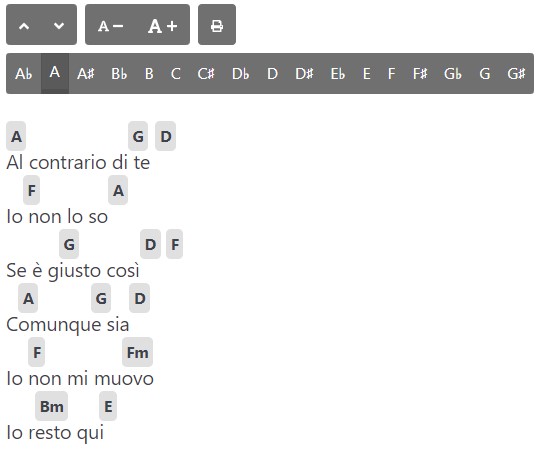 A− A+
A♭ A A♯ B♭ B C C♯ D♭ D D♯ E♭ E F F♯ G♭ G G♯
A G D
Al contrario di te
F A
Io non lo so
G D F
Se è giusto così
A G D
Comunque sia
F Fm
Io non mi muovo
Bm E
Io resto qui